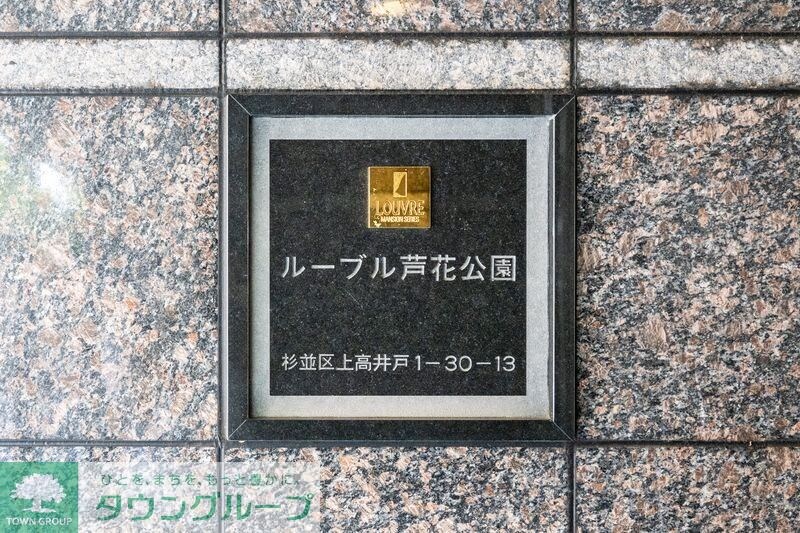 LOUVRE
MANSION SERIES
ルーブル芦花公園
杉並区上高井戸1-30-13
ひとを、まちを、もっと豊かに。
タウングループ
TOWN GROUP